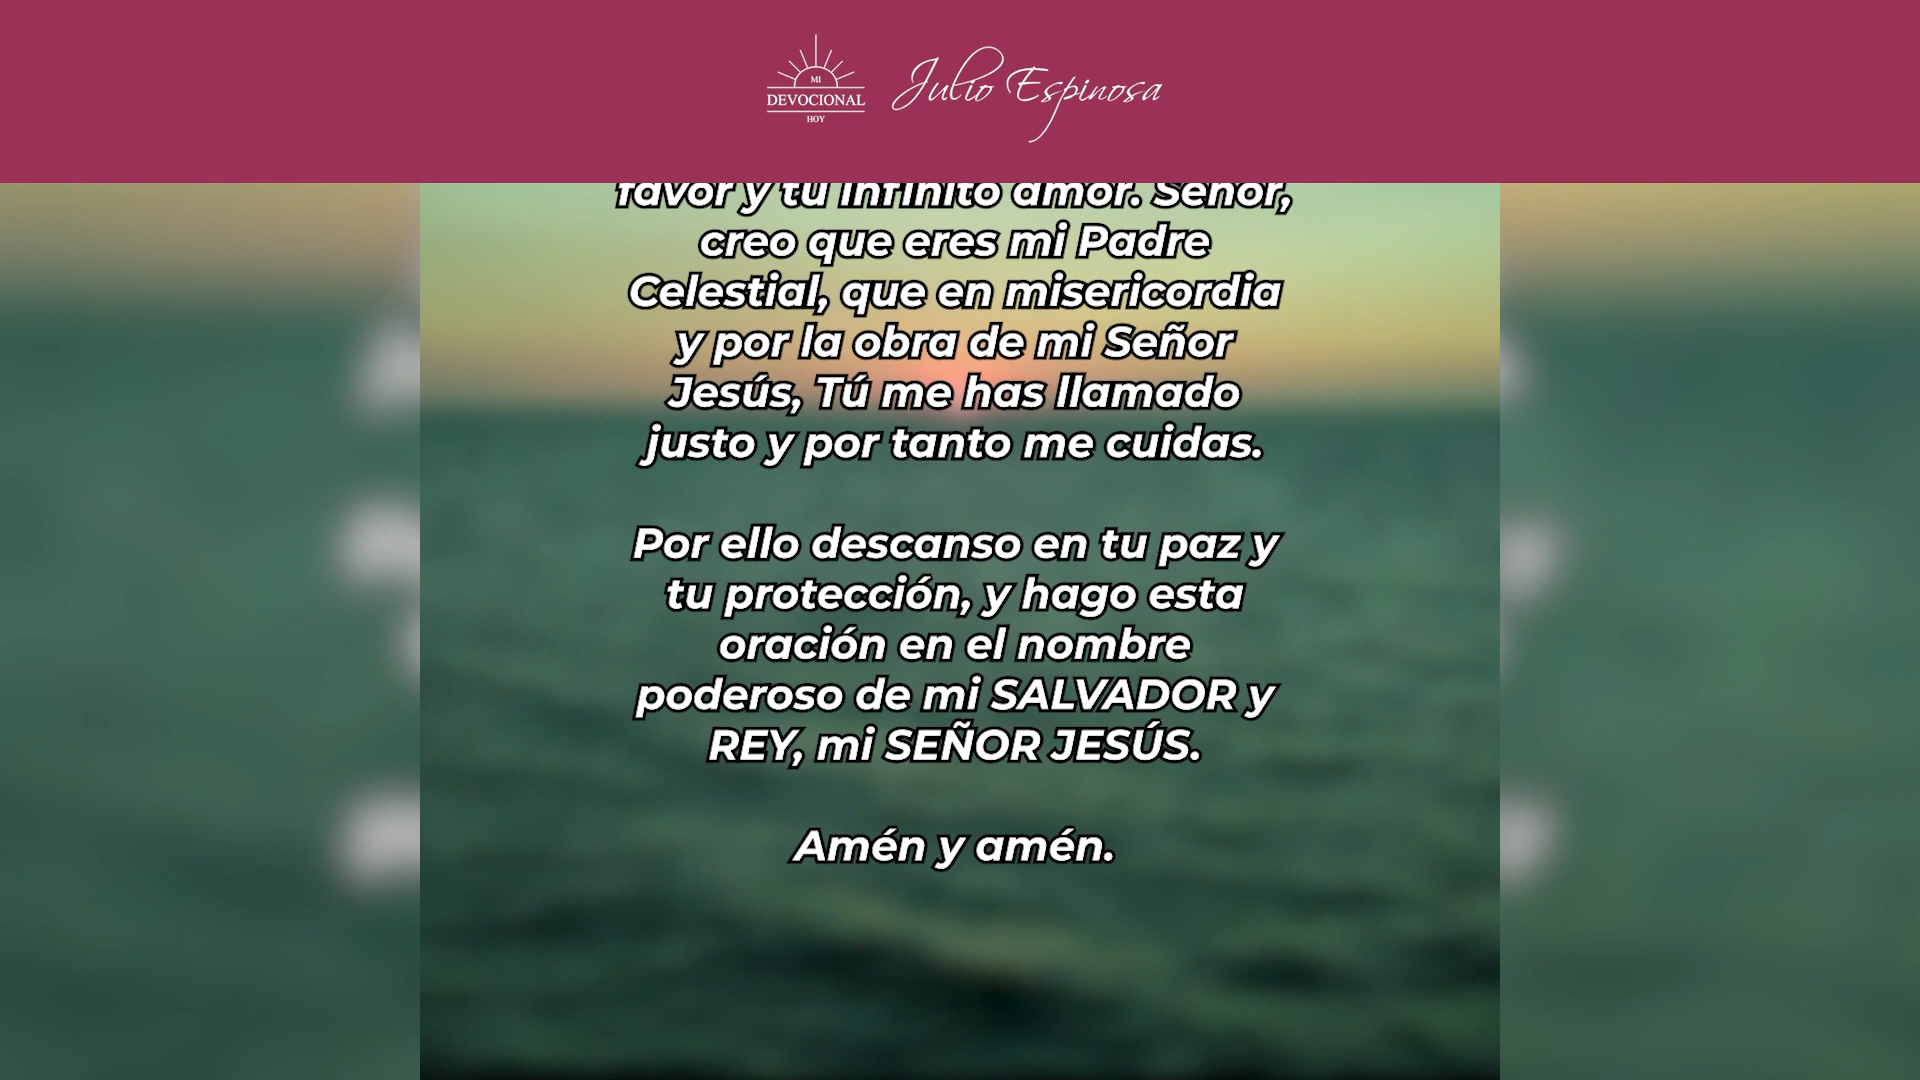 MI
DEVOCIONAL
HOY
Julio Espinosa
favor y tu infinito amor. Señor,
creo que eres mi Padre
Celestial, que en misericordia
y por la obra de mi Señor
Jesús, Tú me has llamado
justo y por tanto me cuidas.
Por ello descanso en tu paz y
tu protección, y hago esta
oración en el nombre
poderoso de mi SALVADOR y
REY, mi SEÑOR JESÚS.
Amén y amén.